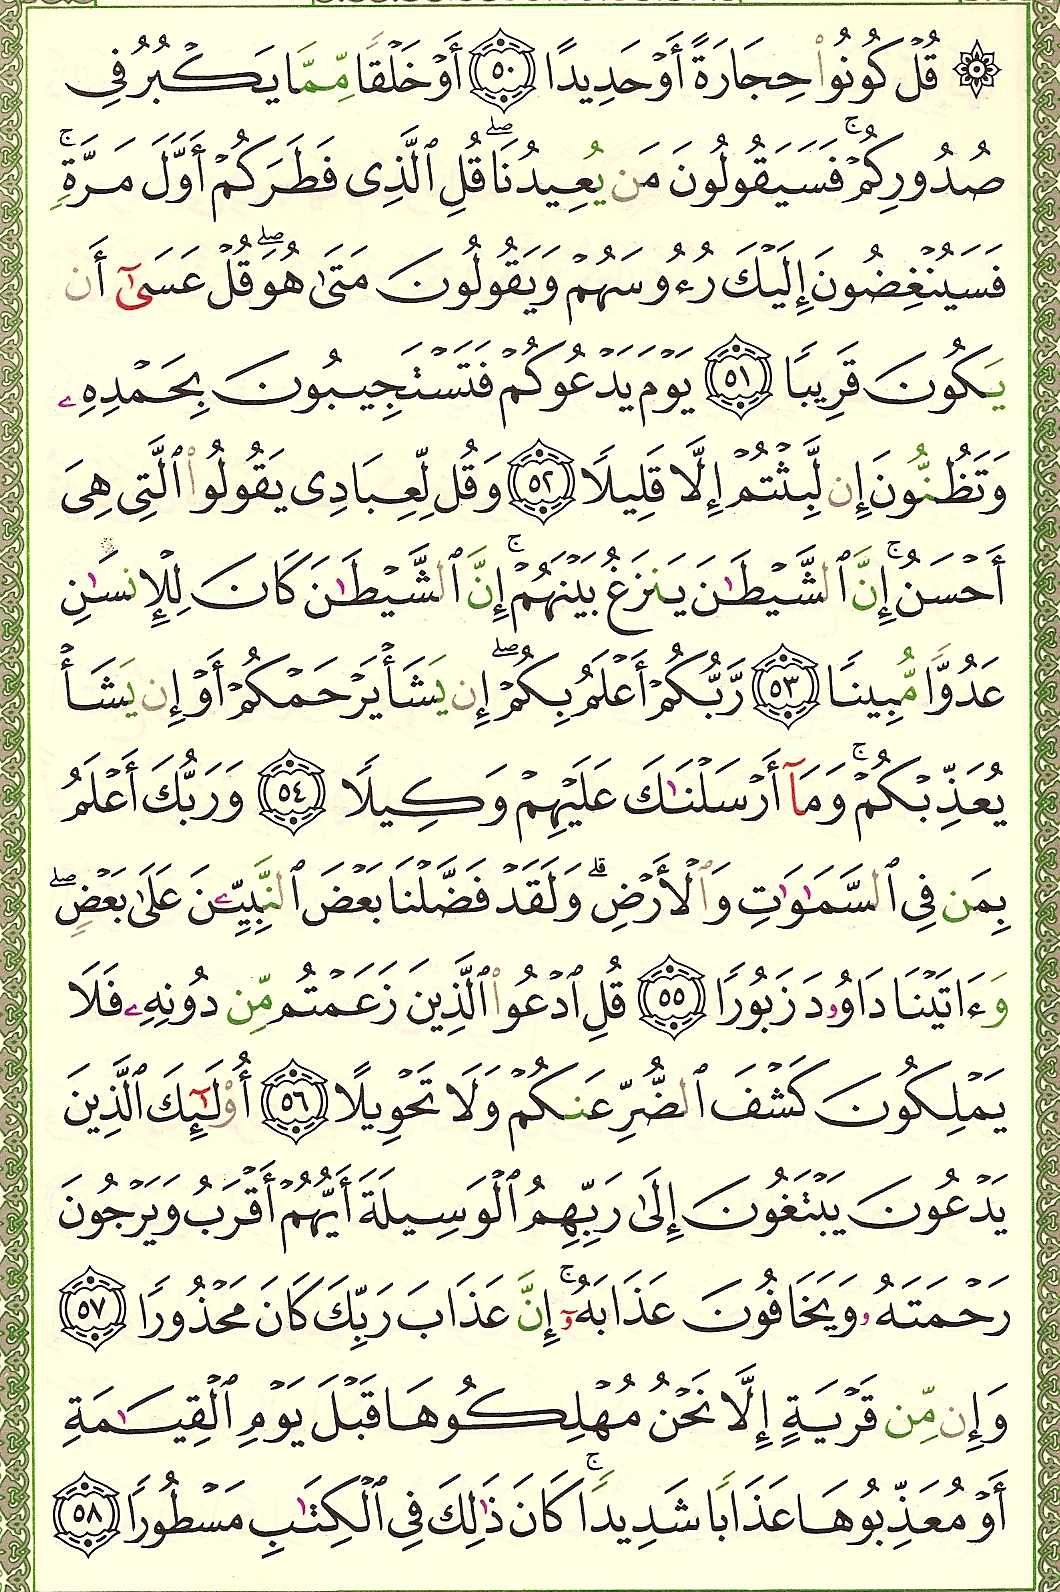 ۞ قُلْ كُونُوا۟ حِجَارَةً أَوْ حَدِيدًا ﴿٥٠﴾ أَوْ خَلْقًا مِّمَّا يَكْبُرُ فِى
صُدُورِكُمْ ۚ فَسَيَقُولُونَ مَن يُعِيدُنَا ۖ قُلِ ٱلَّذِى فَطَرَكُمْ أَوَّلَ مَرَّةٍ ۚ
فَسَيُنْغِضُونَ إِلَيْكَ رُءُوسَهُمْ وَيَقُولُونَ مَتَىٰ هُوَ ۖ قُلْ عَسَىٰٓ أَن
يَكُونَ قَرِيبًا ﴿٥١﴾ يَوْمَ يَدْعُوكُمْ فَتَسْتَجِيبُونَ بِحَمْدِهِۦ
وَتَظُنُّونَ إِن لَّبِثْتُمْ إِلَّا قَلِيلًا ﴿٥٢﴾ وَقُل لِّعِبَادِى يَقُولُوا۟ ٱلَّتِى هِىَ
أَحْسَنُ ۚ إِنَّ ٱلشَّيْطَـٰنَ يَنزَغُ بَيْنَهُمْ ۚ إِنَّ ٱلشَّيْطَـٰنَ كَانَ لِلْإِنسَـٰنِ
عَدُوًّا مُّبِينًا ﴿٥٣﴾ رَّبُّكُمْ أَعْلَمُ بِكُمْ ۖ إِن يَشَأْ يَرْحَمْكُمْ أَوْ إِن يَشَأْ
يُعَذِّبْكُمْ ۚ وَمَآ أَرْسَلْنَـٰكَ عَلَيْهِمْ وَكِيلًا ﴿٥٤﴾ وَرَبُّكَ أَعْلَمُ
بِمَن فِى ٱلسَّمَـٰوَٰتِ وَٱلْأَرْضِ ۗ وَلَقَدْ فَضَّلْنَا بَعْضَ ٱلنَّبِيِّـۧنَ عَلَىٰ بَعْضٍ ۖ
وَءَاتَيْنَا دَاوُۥدَ زَبُورًا ﴿٥٥﴾ قُلِ ٱدْعُوا۟ ٱلَّذِينَ زَعَمْتُم مِّن دُونِهِۦ فَلَا
يَمْلِكُونَ كَشْفَ ٱلضُّرِّ عَنكُمْ وَلَا تَحْوِيلًا ﴿٥٦﴾ أُو۟لَـٰٓئِكَ ٱلَّذِينَ
يَدْعُونَ يَبْتَغُونَ إِلَىٰ رَبِّهِمُ ٱلْوَسِيلَةَ أَيُّهُمْ أَقْرَبُ وَيَرْجُونَ
رَحْمَتَهُۥ وَيَخَافُونَ عَذَابَهُۥٓ ۚ إِنَّ عَذَابَ رَبِّكَ كَانَ مَحْذُورًا ﴿٥٧﴾
وَإِن مِّن قَرْيَةٍ إِلَّا نَحْنُ مُهْلِكُوهَا قَبْلَ يَوْمِ ٱلْقِيَـٰمَةِ
أَوْ مُعَذِّبُوهَا عَذَابًا شَدِيدًا ۚ كَانَ ذَٰلِكَ فِى ٱلْكِتَـٰبِ مَسْطُورًا ﴿٥٨﴾